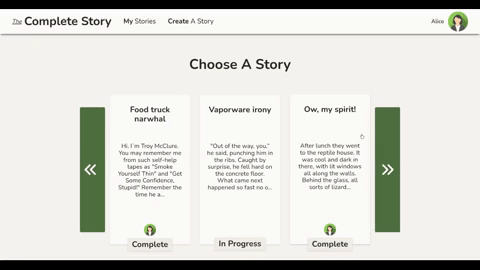 The Complete Story My Stories Create A Story Alice
Choose A Story
Food truck
narwhal
Hi, I'm Troy McClure.
You may remember me
from such self-help
tapes as "Smoke
Yourself Thin" and "Get
Some Confidence,
Stupid!" Remember the
time he a...
Complete
Vaporware irony
"Out of the way, you,"
he said, punching him in
the ribs. Caught by
surprise, he fell hard
on the concrete floor.
What came next
happened so fast no o...
In Progress
Ow, my spirit!
After lunch they went
to the reptile house. It
was cool and dark in
there, with lit windows
all along the walls.
Behind the glass, all
sorts of lizard...
Complete